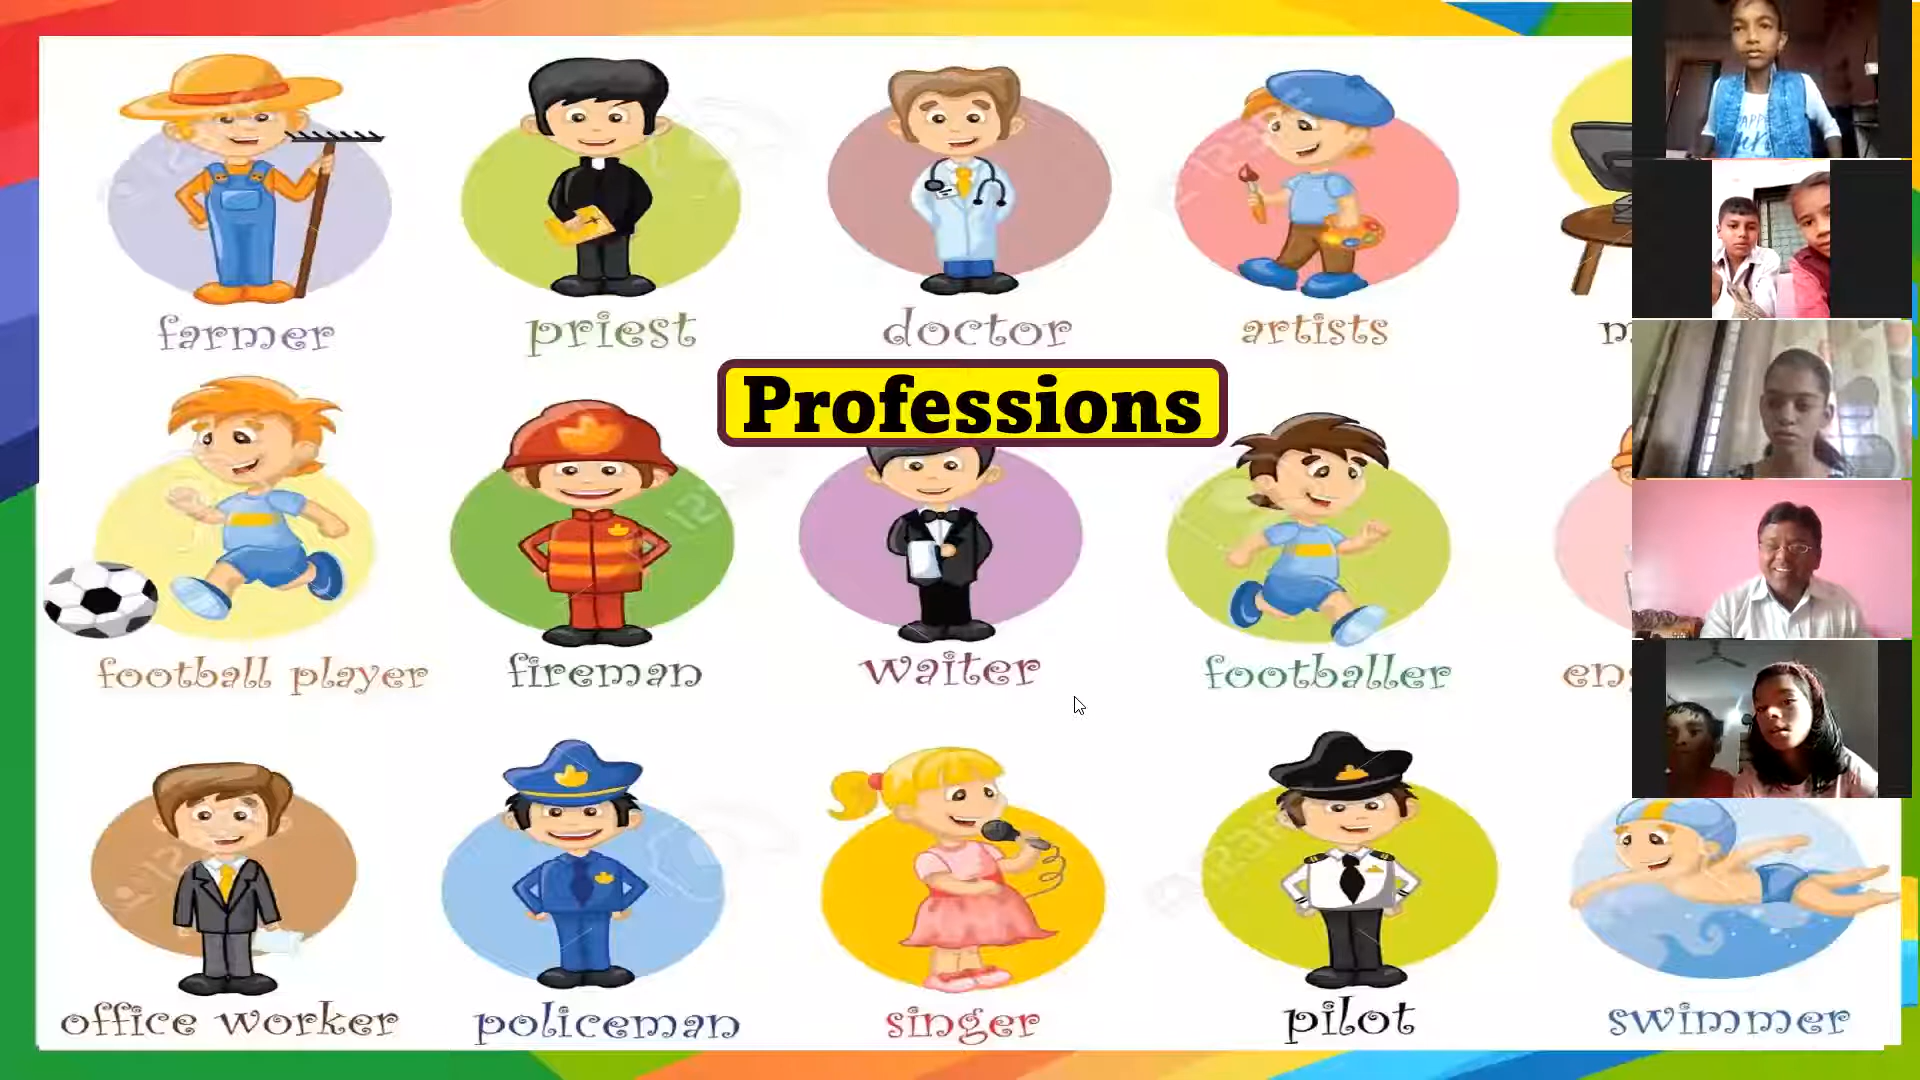 farmer
priest
doctor
artists
Professions
football player
fireman
waiter
footballer
office worker
policeman
singer
pilot
swimmer